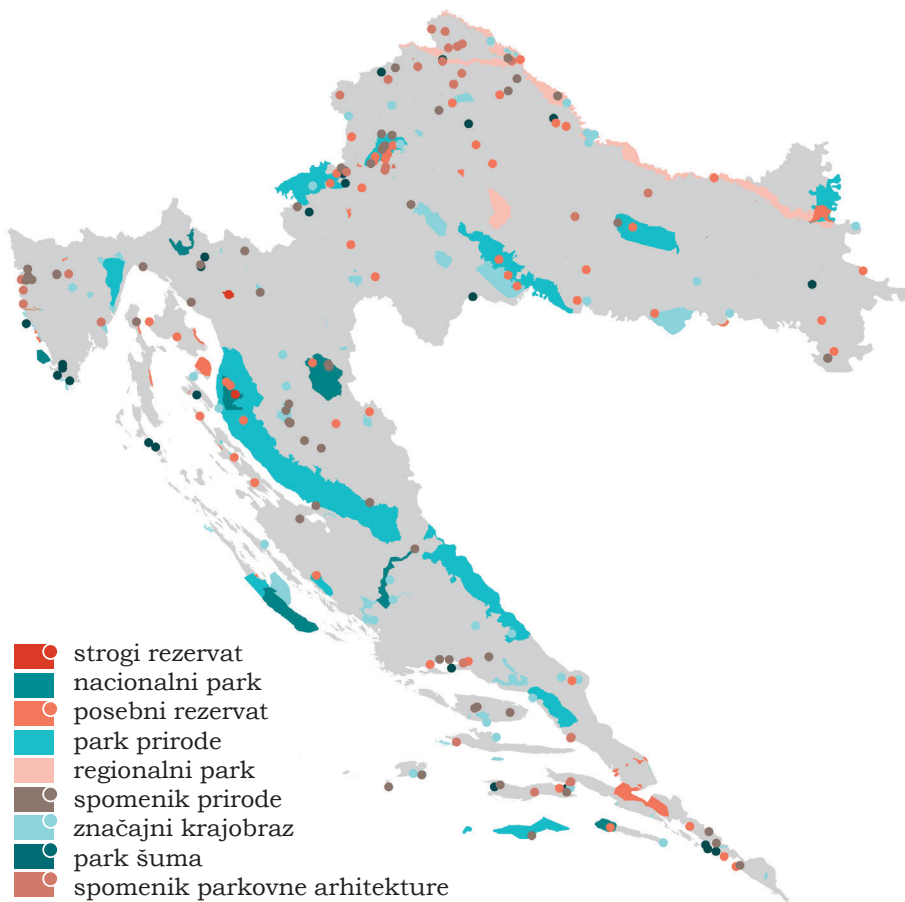 strogi rezervat
nacionalni park
posebni rezervat
park prirode
regionalni park
spomenik prirode
značajni krajobraz
park šuma
spomenik parkovne arhitekture